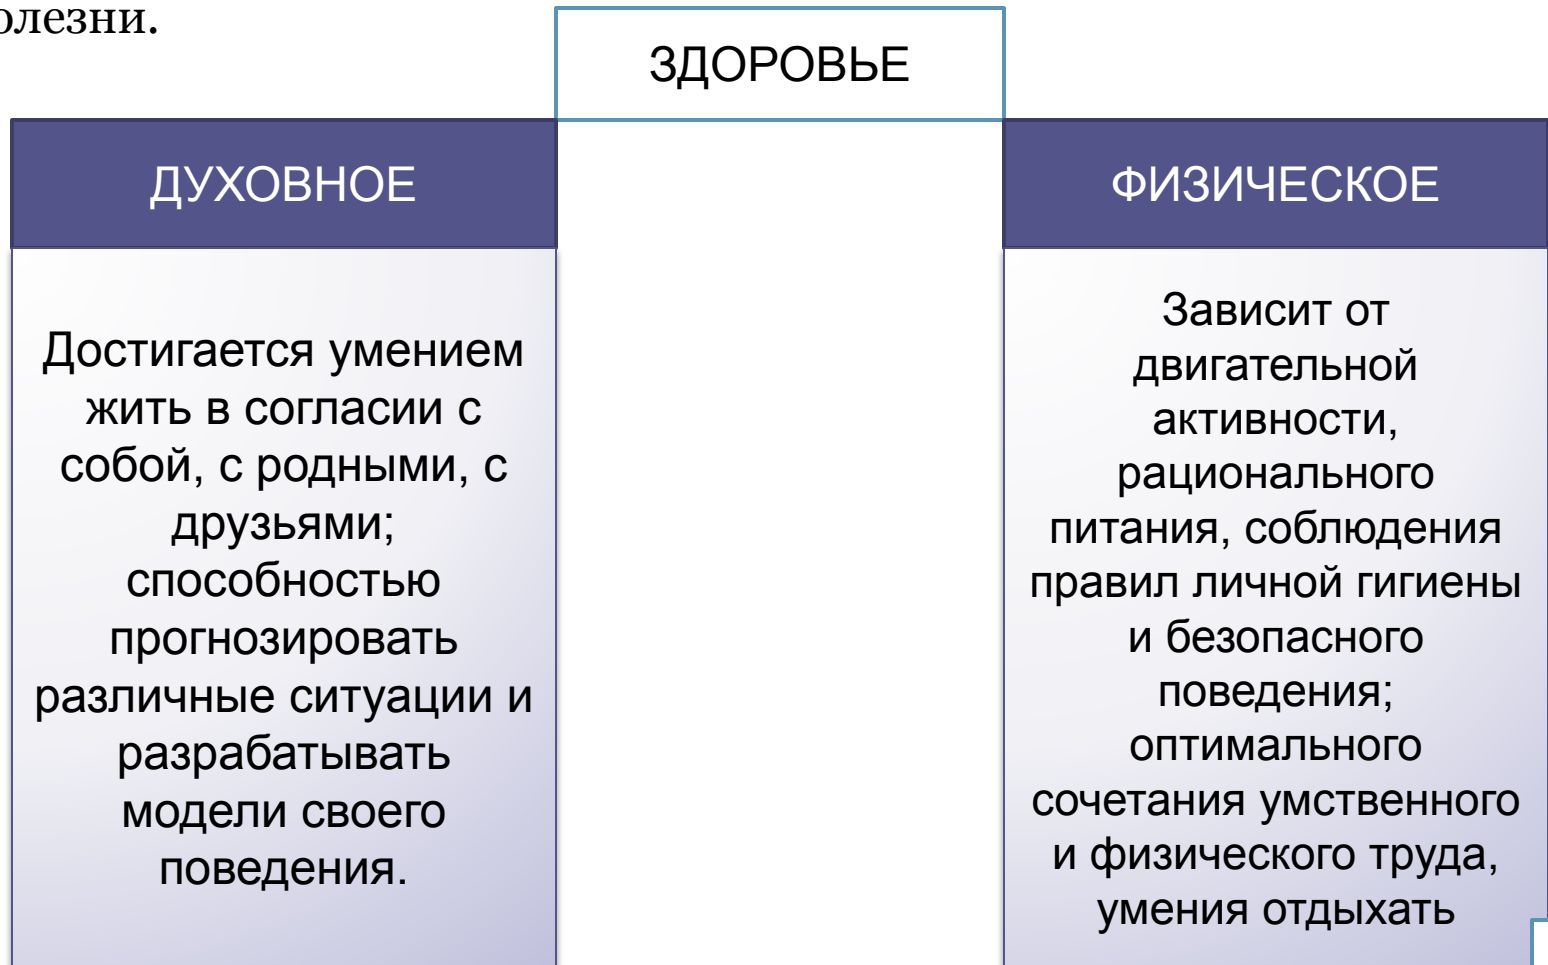 олезни.
ЗДОРОВЬЕ
ДУХОВНОЕ
Достигается умением
жить в согласии с
собой, с родными, с
друзьями;
способностью
прогнозировать
различные ситуации и
разрабатывать
модели своего
поведения.
ФИЗИЧЕСКОЕ
Зависит от
двигательной
активности,
рационального
питания, соблюдения
правил личной гигиены
и безопасного
поведения;
оптимального
сочетания умственного
и физического труда,
умения отдыхать